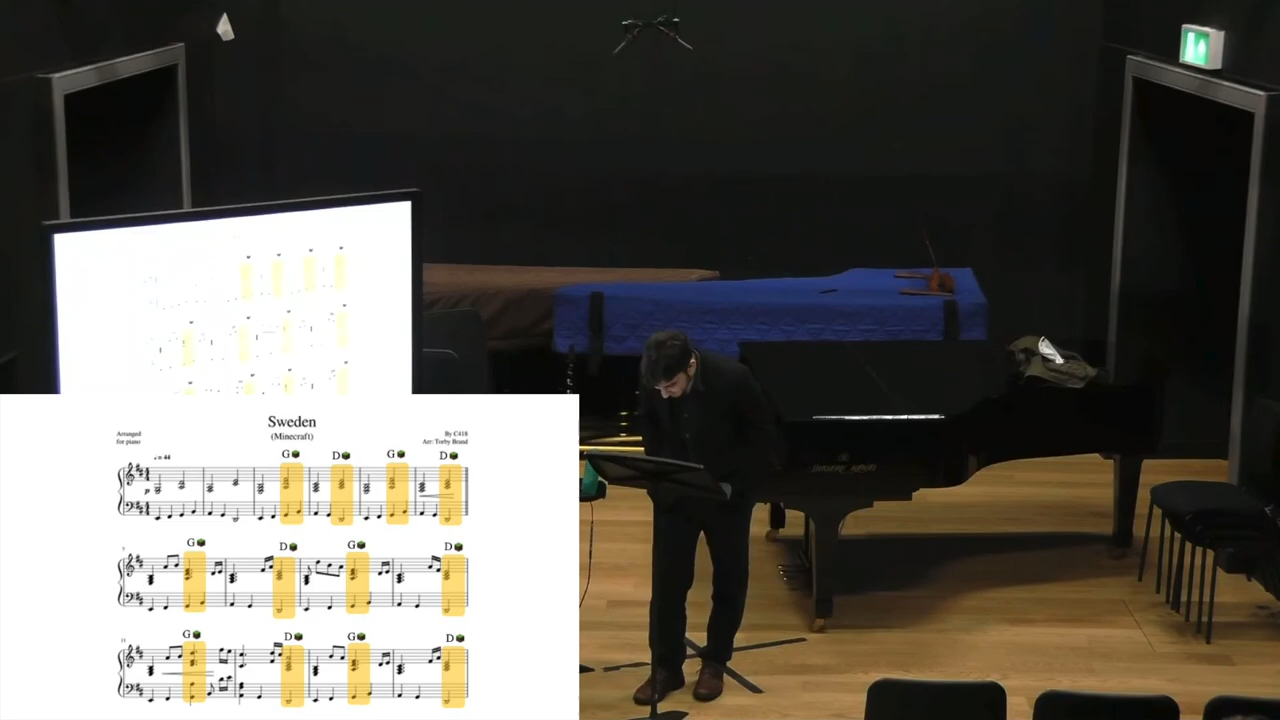 Sweden
(Minecraft)
Arranged
for piano
By C418
Arr: Torby Brand
♩ = 44
G D G D
p
G D G D
G D G D